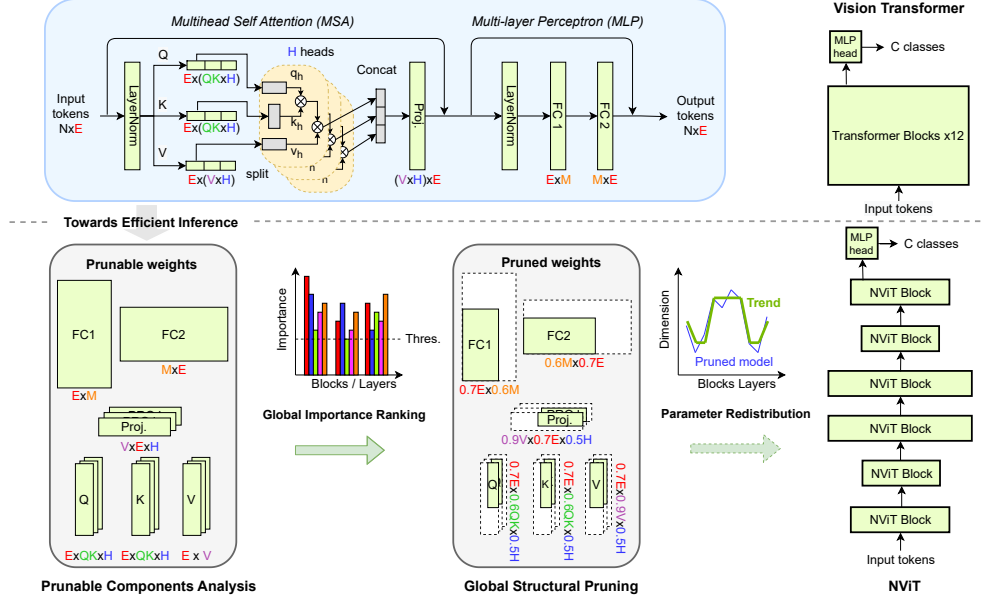 Multihead Self Attention (MSA)
Multi-layer Perceptron (MLP)
Vision Transformer
Q
K
V
H heads
Ex(QKxH)
Ex(QKxH)
Ex(VxH)
split
q_h
k_h
v_h
Concat
Input
tokens
NxE
LayerNorm
Proj.
(VxH)xE
LayerNorm
FC 1
ExM
FC 2
MxE
Output
tokens
NxE
MLP
head
C classes
Transformer Blocks x12
Input tokens
Towards Efficient Inference
Prunable weights
FC1
ExM
FC2
MxE
Proj.
VxExH
Q
K
V
ExQKxH
ExQKxH
E x V
Prunable Components Analysis
Importance
Thres.
Blocks / Layers
Global Importance Ranking
Pruned weights
FC1
0.7Ex0.6M
FC2
0.6Mx0.7E
Proj.
0.9Vx0.7Ex0.5H
Q
0.7Ex0.6QKx0.5H
K
0.7Ex0.6QKx0.5H
V
0.7Ex0.9Vx0.5H
Global Structural Pruning
Dimension
Trend
Pruned model
Blocks Layers
Parameter Redistribution
MLP
head
C classes
NViT Block
NViT Block
NViT Block
NViT Block
NViT Block
NViT Block
Input tokens
NViT